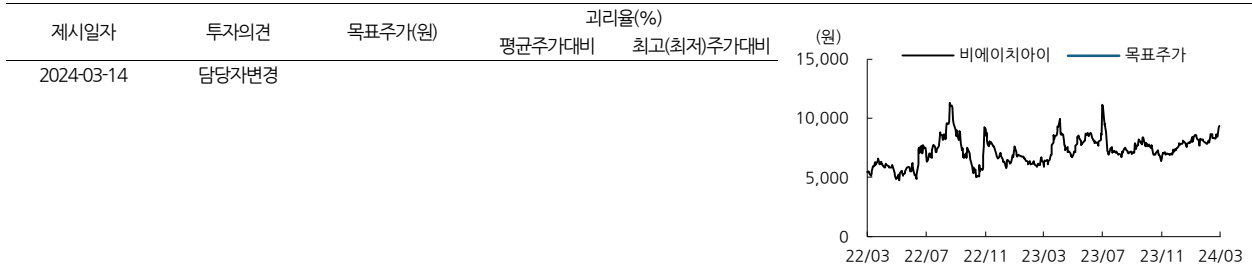 제시일자 투자의견 목표주가(원) 괴리율(%)
평균주가대비 최고(최저)주가대비
2024-03-14 담당자변경
(원)
비에이치아이 목표주가
15,000
10,000
5,000
0
22/03 22/07 22/11 23/03 23/07 23/11 24/03